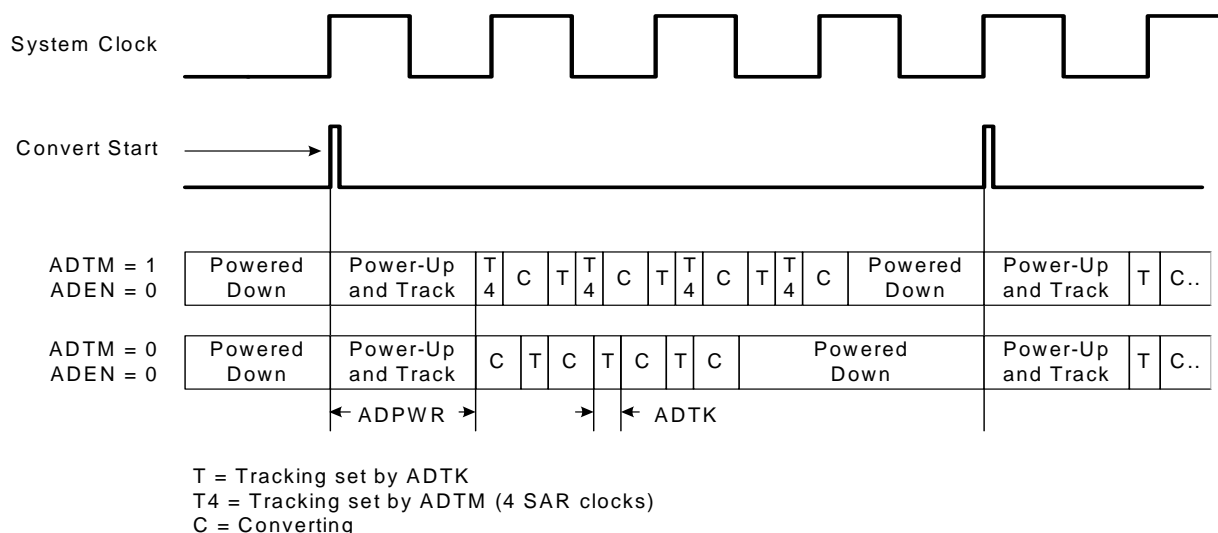 System Clock
Convert Start
ADTM = 1
ADEN = 0
Powered
Down
Power-Up
and Track
T
4
C
T
T
4
C
T
T
4
C
T
T
4
C
Powered
Down
Power-Up
and Track
T
C..
ADTM = 0
ADEN = 0
Powered
Down
Power-Up
and Track
C
T
C
T
C
T
C
Powered
Down
Power-Up
and Track
T
C..
ADPWR
ADTK
T = Tracking set by ADTK
T4 = Tracking set by ADTM (4 SAR clocks)
C = Converting